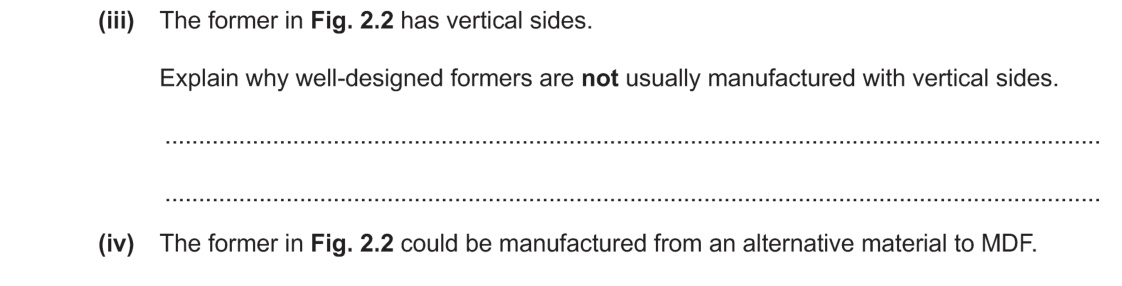 (iii) The former in Fig. 2.2 has vertical sides.
Explain why well-designed formers are not usually manufactured with vertical sides.
(iv) The former in Fig. 2.2 could be manufactured from an alternative material to MDF.